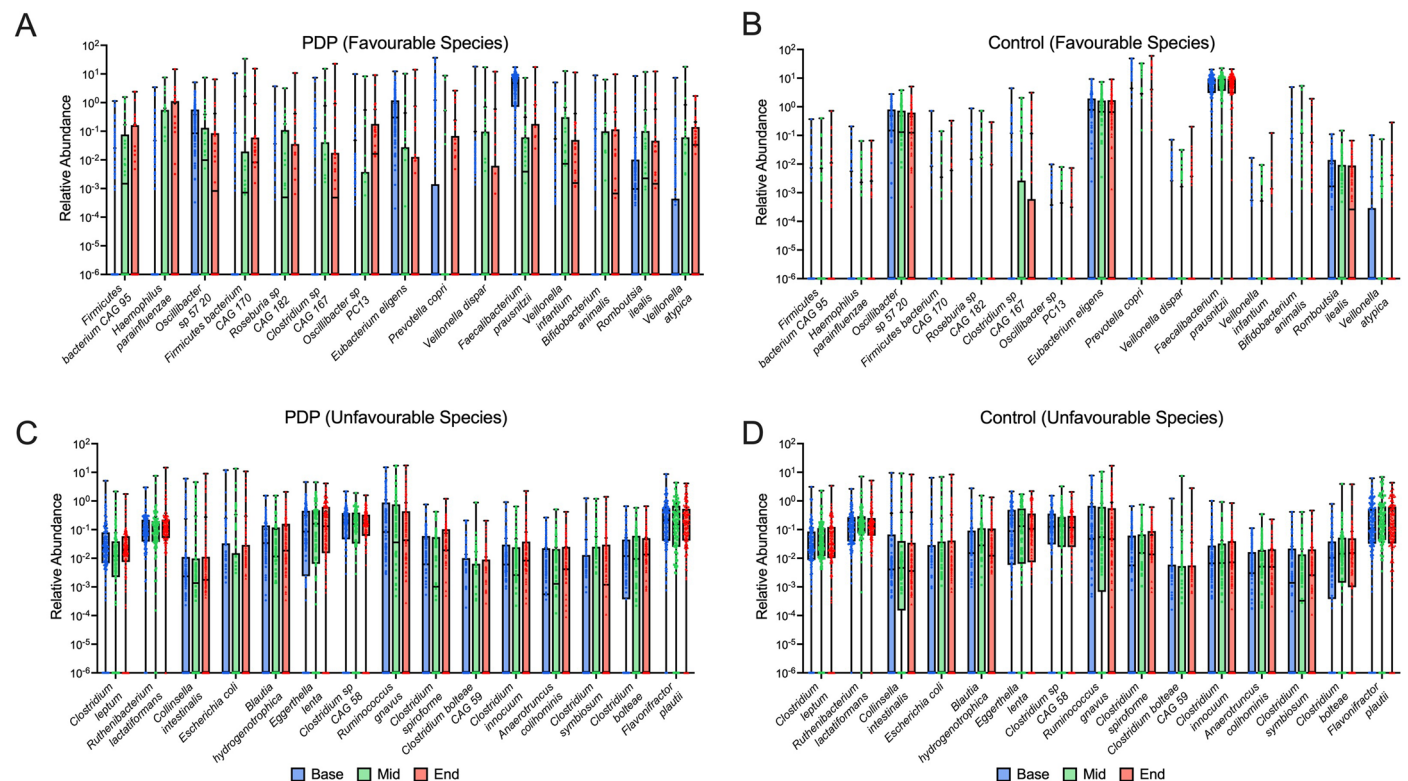 A
PDP (Favourable Species)
Relative Abundance
10²
10¹
10⁰
10⁻¹
10⁻²
10⁻³
10⁻⁴
10⁻⁵
10⁻⁶
Firmicutes
bacterium CAG 95
Haemophilus
parainfluenzae
Oscillibacter
sp 57 20
Firmicutes bacterium
CAG 170
Roseburia sp
CAG 182
Clostridium sp
CAG 167
Oscillibacter sp
PC13
Eubacterium eligens
Prevotella copri
Veillonella dispar
Faecalibacterium
prausnitzii
Veillonella
infantium
Bifidobacterium
animalis
Romboutsia
ilealis
Veillonella
atypica
B
Control (Favourable Species)
Relative Abundance
10²
10¹
10⁰
10⁻¹
10⁻²
10⁻³
10⁻⁴
10⁻⁵
10⁻⁶
Firmicutes
bacterium CAG 95
Haemophilus
parainfluenzae
Oscillibacter
sp 57 20
Firmicutes bacterium
CAG 170
Roseburia sp
CAG 182
Clostridium sp
CAG 167
Oscillibacter sp
PC13
Eubacterium eligens
Prevotella copri
Veillonella dispar
Faecalibacterium
prausnitzii
Veillonella
infantium
Bifidobacterium
animalis
Romboutsia
ilealis
Veillonella
atypica
C
PDP (Unfavourable Species)
Relative Abundance
10²
10¹
10⁰
10⁻¹
10⁻²
10⁻³
10⁻⁴
10⁻⁵
10⁻⁶
Clostridium
leptum
Ruthenibacterium
lactatiformans
Collinsella
intestinalis
Escherichia coli
Blautia
hydrogenotrophica
Eggerthella
lenta
Clostridium sp
CAG 58
Ruminococcus
gnavus
Clostridium
spiroforme
Clostridium bolteae
CAG 59
Clostridium
innocuum
Anaerotruncus
colihominis
Clostridium
symbiosum
Clostridium
bolteae
Flavonifractor
plautii
Base
Mid
End
D
Control (Unfavourable Species)
Relative Abundance
10²
10¹
10⁰
10⁻¹
10⁻²
10⁻³
10⁻⁴
10⁻⁵
10⁻⁶
Clostridium
leptum
Ruthenibacterium
lactatiformans
Collinsella
intestinalis
Escherichia coli
Blautia
hydrogenotrophica
Eggerthella
lenta
Clostridium sp
CAG 58
Ruminococcus
gnavus
Clostridium
spiroforme
Clostridium bolteae
CAG 59
Clostridium
innocuum
Anaerotruncus
colihominis
Clostridium
symbiosum
Clostridium
bolteae
Flavonifractor
plautii
Base
Mid
End